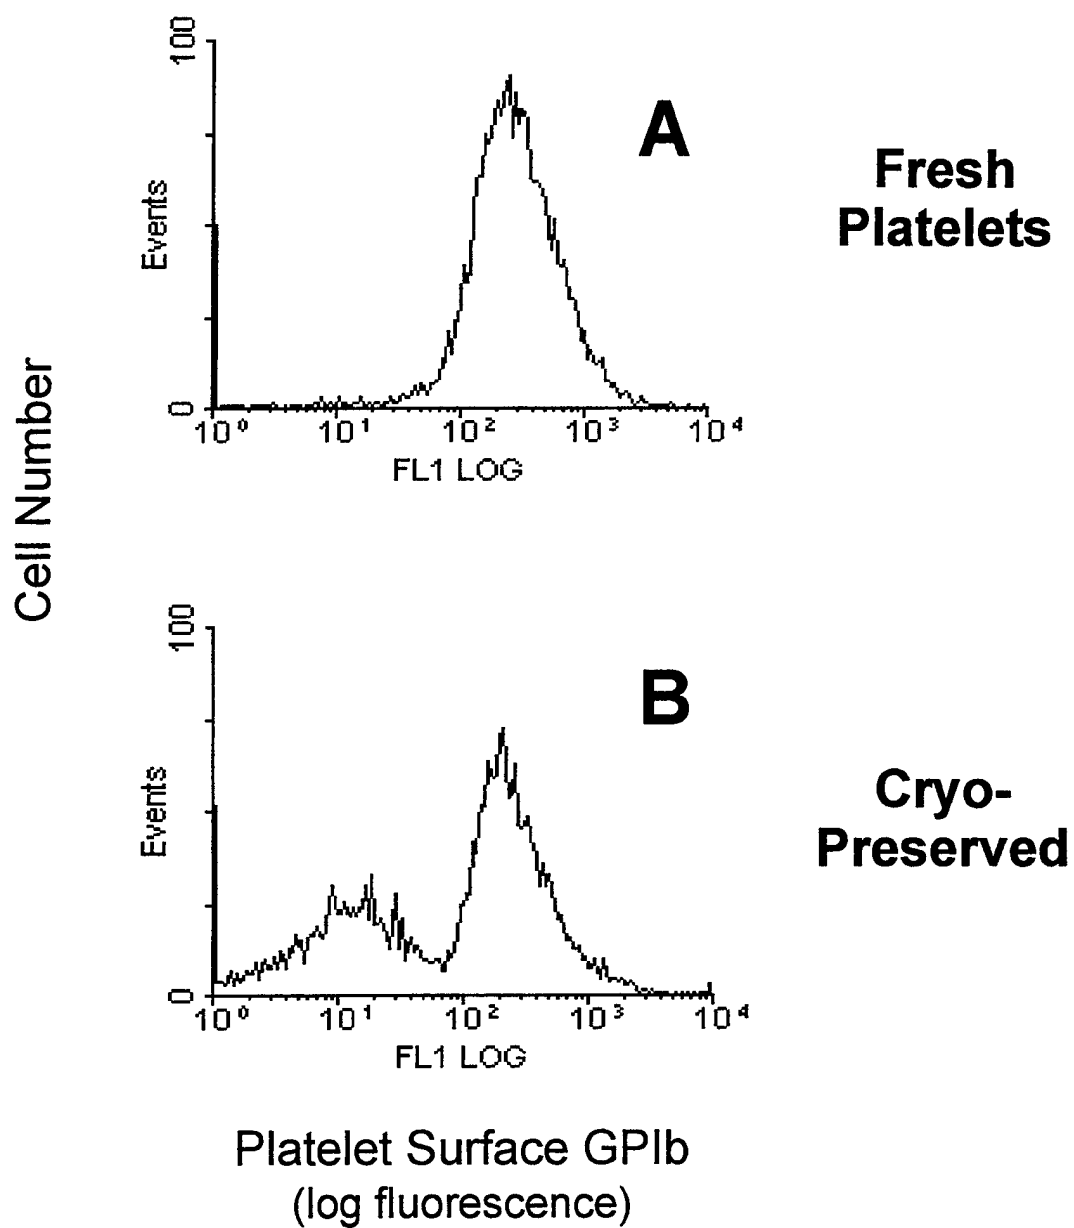 100
A
Fresh
Platelets
Events
0
10⁰ 10¹ 10² 10³ 10⁴
FL1 LOG
Cell Number
100
B
Cryo-
Preserved
Events
0
10⁰ 10¹ 10² 10³ 10⁴
FL1 LOG
Platelet Surface GPIb
(log fluorescence)